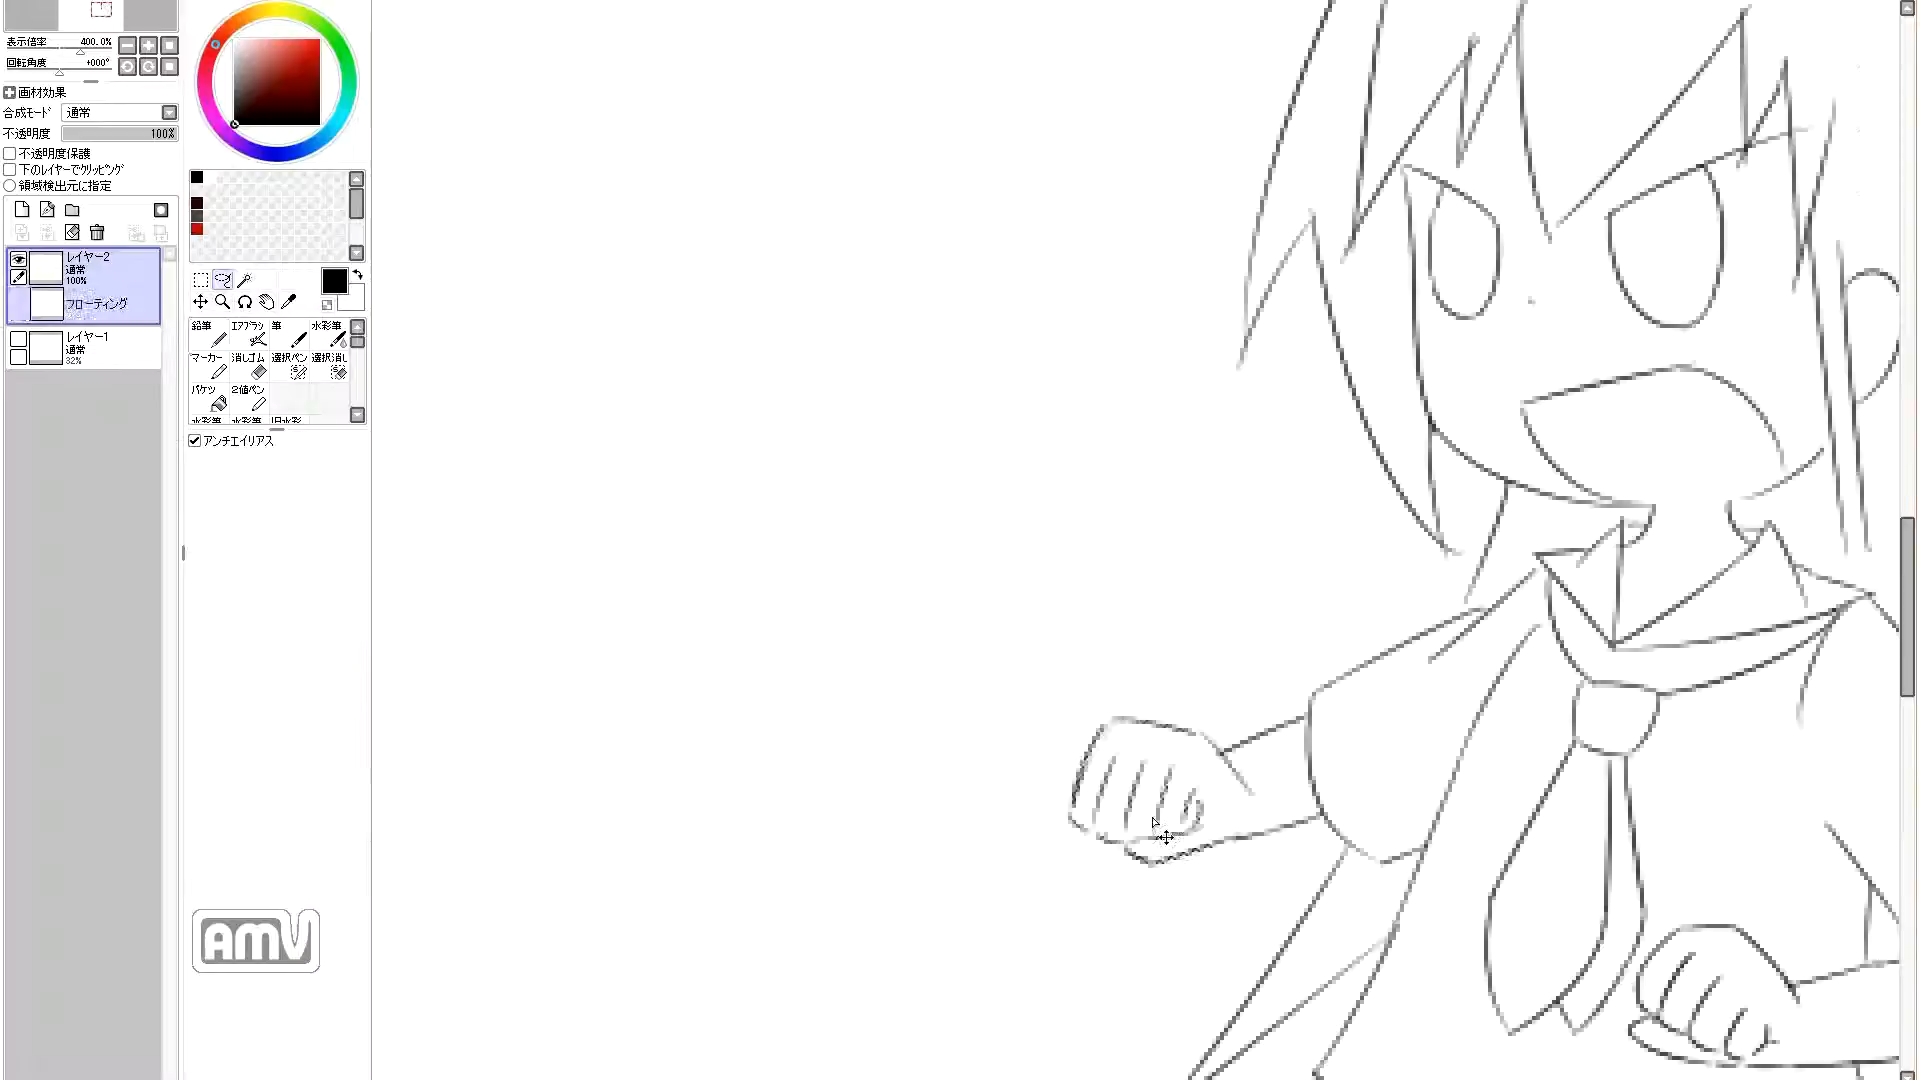 表示倍率 400.0%
回転角度 +000°
画材効果
合成モード 通常
不透明度 100%
不透明度保護
下のレイヤーでクリッピング
領域検出元に指定
レイヤー2
通常
100%
フローティング
レイヤー1
通常
32%
鉛筆 エアブラシ 筆 水彩筆
マーカー 消しゴム 選択ペン 選択消し
バケツ 2値ペン
アンチエイリアス
AMV